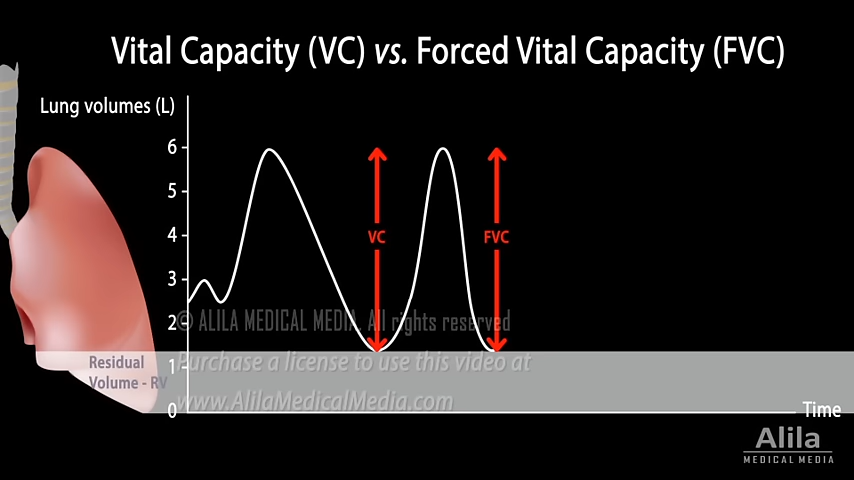 Vital Capacity (VC) vs. Forced Vital Capacity (FVC)
Lung volumes (L)
6
5
4
3
2
1
0
VC
FVC
© ALILA MEDICAL MEDIA. All rights reserved
Residual
Volume - RV
Purchase a license to use this video at
www.AlilaMedicalMedia.com
Time
Alila
MEDICAL MEDIA